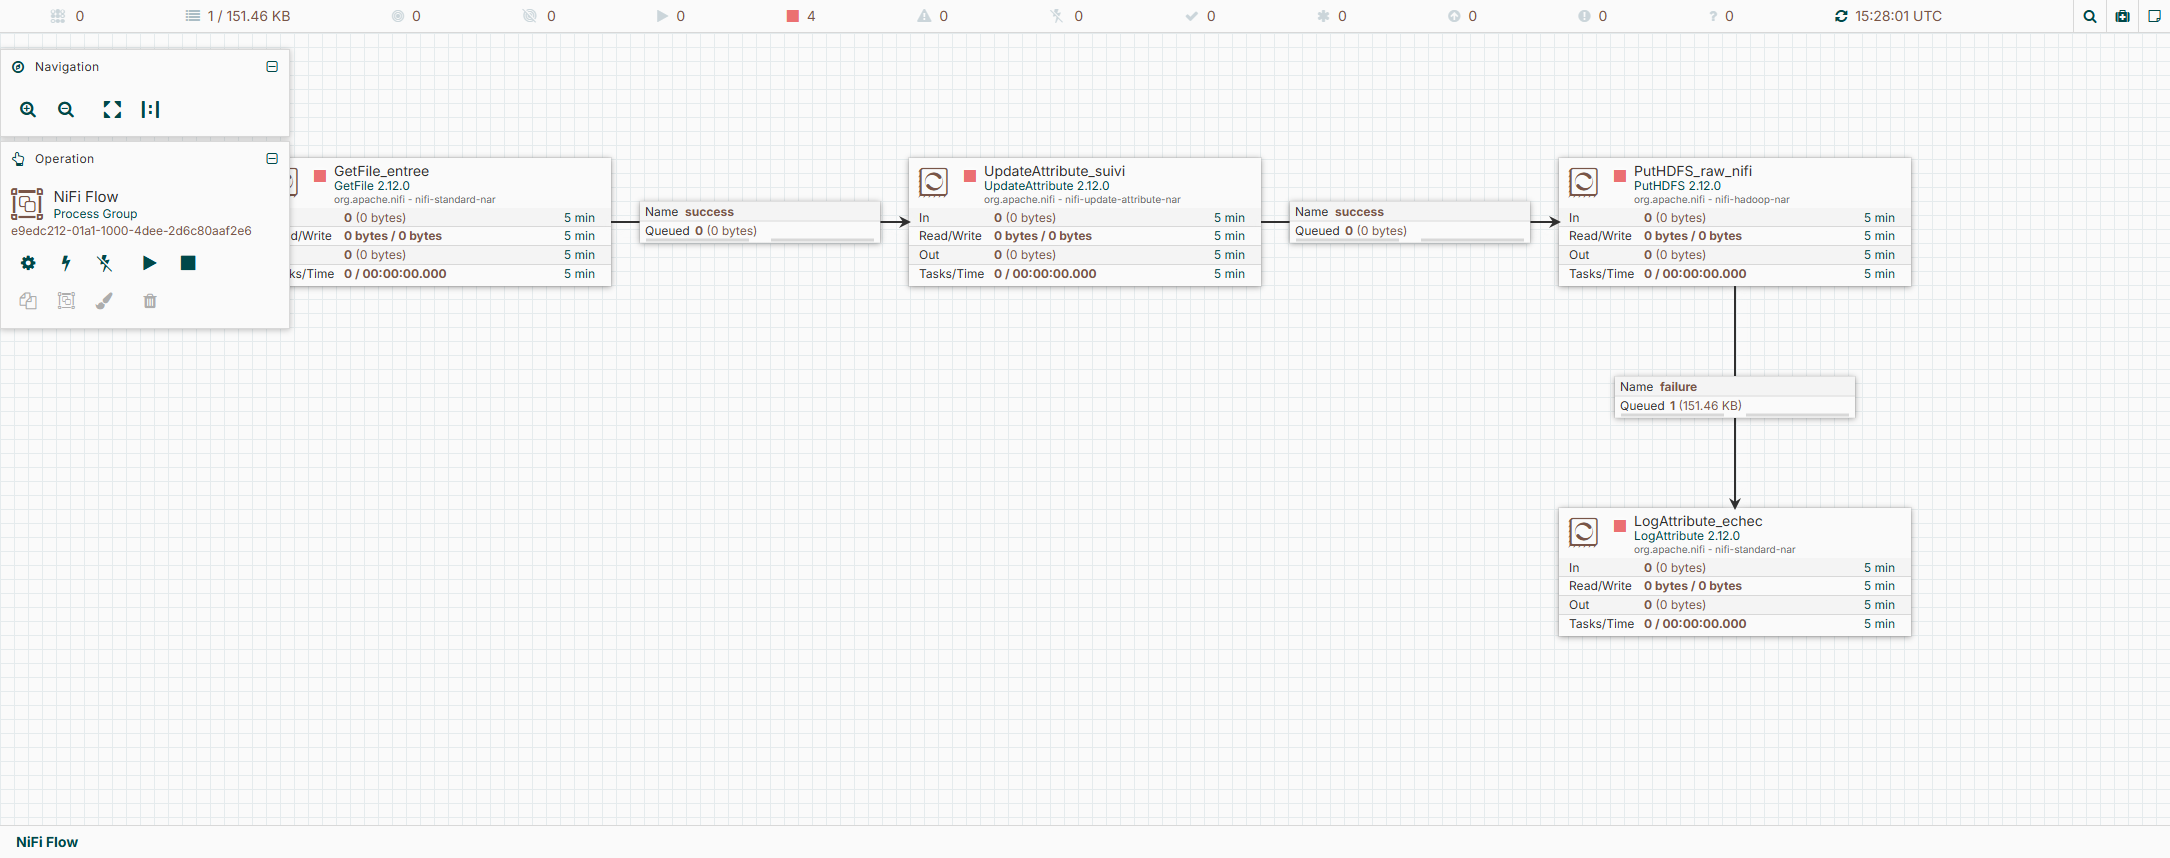 0 1 / 151.46 KB 0 0 0 4 0 0 0 0 0 0 ? 0 15:28:01 UTC
Navigation
Operation
NiFi Flow
Process Group
e9edc212-01a1-1000-4dee-2d6c80aaf2e6
GetFile_entree
GetFile 2.12.0
org.apache.nifi - nifi-standard-nar
0 (0 bytes) 5 min
d/Write 0 bytes / 0 bytes 5 min
0 (0 bytes) 5 min
ks/Time 0 / 00:00:00.000 5 min
Name success
Queued 0 (0 bytes)
UpdateAttribute_suivi
UpdateAttribute 2.12.0
org.apache.nifi - nifi-update-attribute-nar
In 0 (0 bytes) 5 min
Read/Write 0 bytes / 0 bytes 5 min
Out 0 (0 bytes) 5 min
Tasks/Time 0 / 00:00:00.000 5 min
Name success
Queued 0 (0 bytes)
PutHDFS_raw_nifi
PutHDFS 2.12.0
org.apache.nifi - nifi-hadoop-nar
In 0 (0 bytes) 5 min
Read/Write 0 bytes / 0 bytes 5 min
Out 0 (0 bytes) 5 min
Tasks/Time 0 / 00:00:00.000 5 min
Name failure
Queued 1 (151.46 KB)
LogAttribute_echec
LogAttribute 2.12.0
org.apache.nifi - nifi-standard-nar
In 0 (0 bytes) 5 min
Read/Write 0 bytes / 0 bytes 5 min
Out 0 (0 bytes) 5 min
Tasks/Time 0 / 00:00:00.000 5 min
NiFi Flow